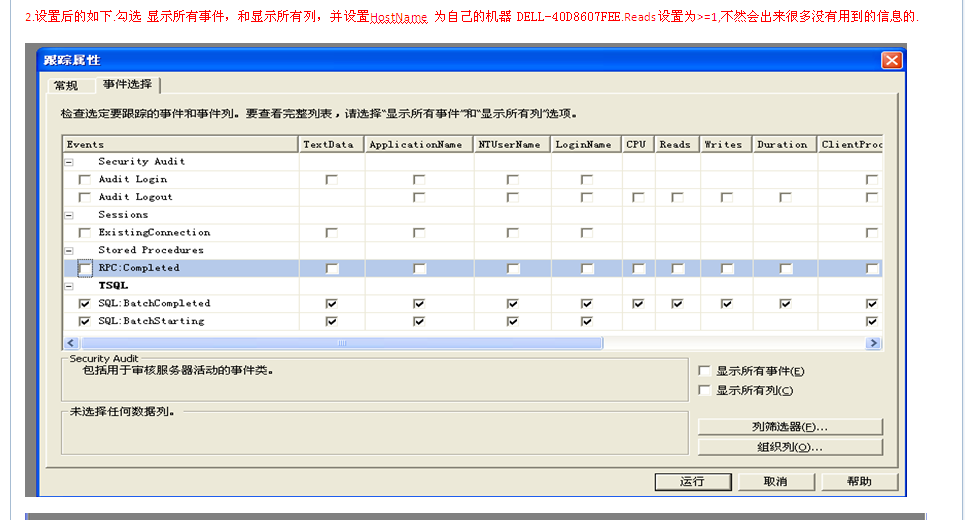 2.设置后的如下.勾选 显示所有事件，和显示所有列，并设置HostName 为自己的机器 DELL-40D8607FEE.Reads设置为>=1,不然会出来很多没有用到的信息的.
跟踪属性
常规 事件选择
检查选定要跟踪的事件和事件列。要查看完整列表，请选择“显示所有事件”和“显示所有列”选项。
Events TextData ApplicationName NTUserName LoginName CPU Reads Writes Duration ClientProc
Security Audit
Audit Login
Audit Logout
Sessions
ExistingConnection
Stored Procedures
RPC:Completed
TSQL
SQL:BatchCompleted
SQL:BatchStarting
Security Audit
包括用于审核服务器活动的事件类。
显示所有事件(E)
显示所有列(C)
未选择任何数据列。
列筛选器(F)...
组织列(O)...
运行 取消 帮助